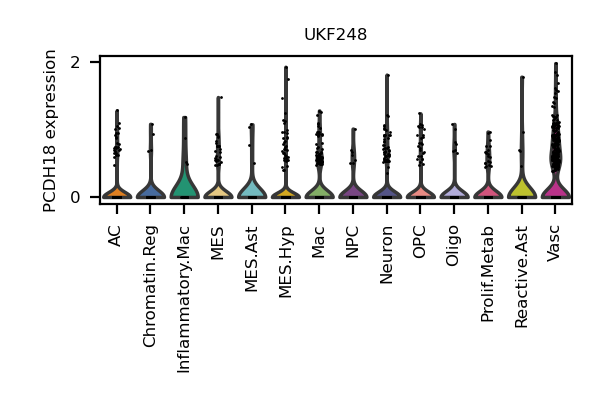 UKF248
PCDH18 expression
2
0
AC
Chromatin.Reg
Inflammatory.Mac
MES
MES.Ast
MES.Hyp
Mac
NPC
Neuron
OPC
Oligo
Prolif.Metab
Reactive.Ast
Vasc